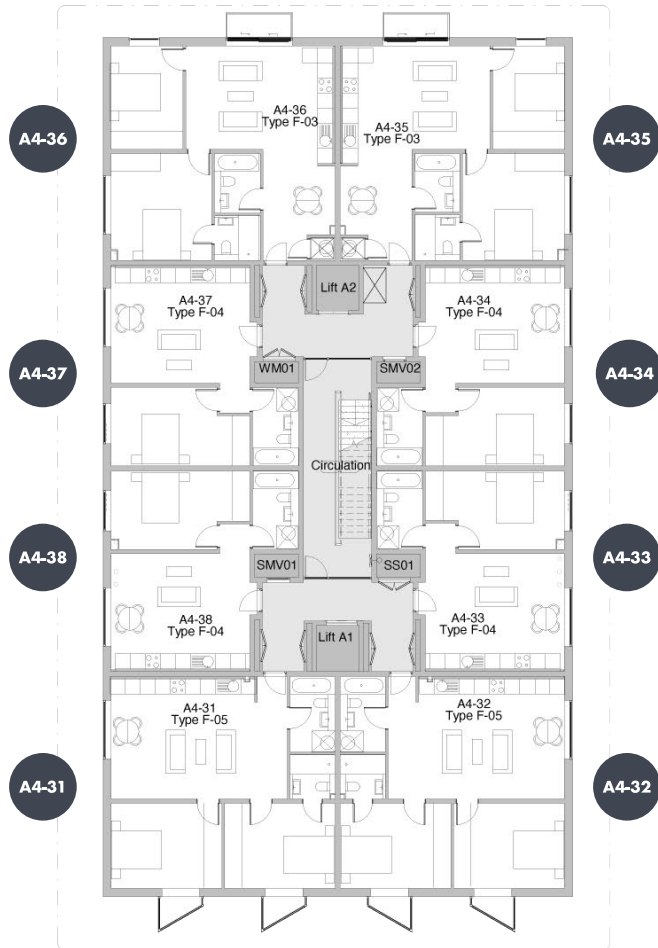 A4-36
Type F-03
A4-35
Type F-03
A4-36
A4-35
Lift A2
A4-37
Type F-04
A4-34
Type F-04
A4-37
WM01
SMV02
A4-34
Circulation
A4-38
SMV01
SS01
A4-33
A4-38
Type F-04
A4-33
Type F-04
Lift A1
A4-31
Type F-05
A4-32
Type F-05
A4-31
A4-32